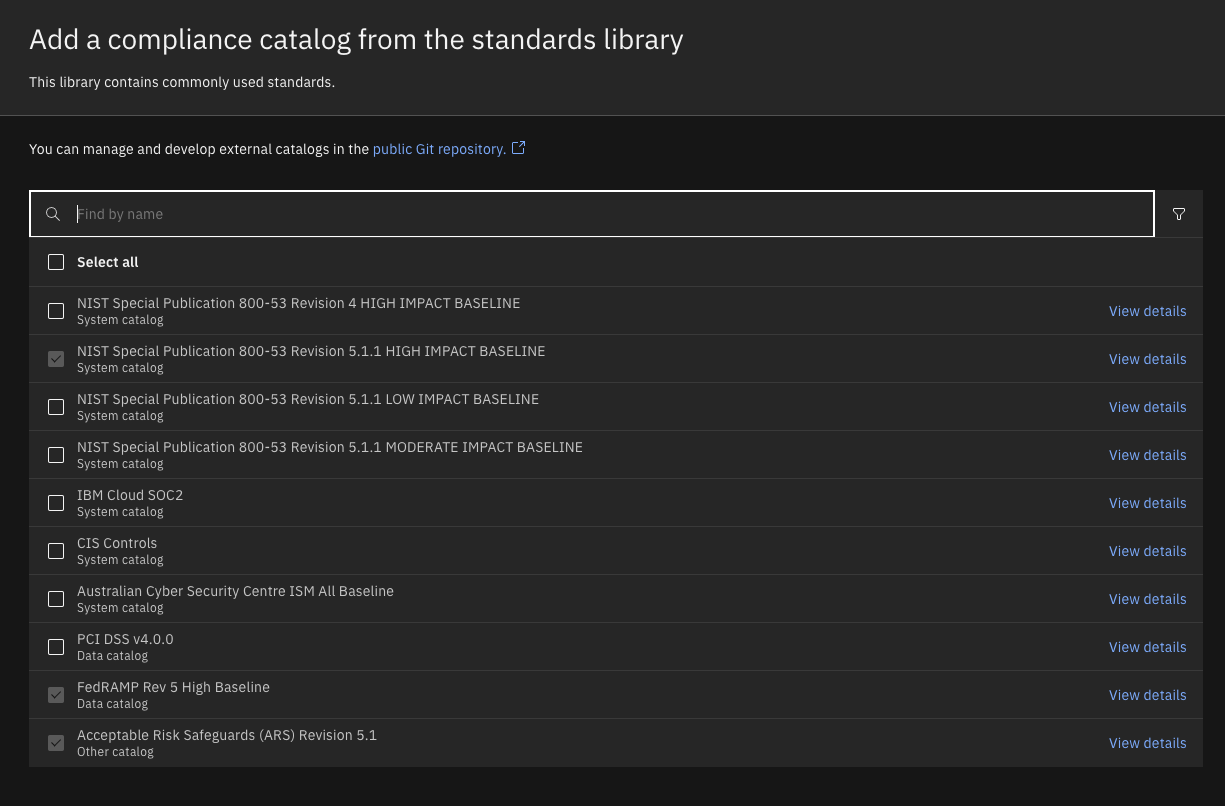 Add a compliance catalog from the standards library
This library contains commonly used standards.
You can manage and develop external catalogs in the public Git repository.
Find by name
Select all
NIST Special Publication 800-53 Revision 4 HIGH IMPACT BASELINE
System catalog
View details
NIST Special Publication 800-53 Revision 5.1.1 HIGH IMPACT BASELINE
System catalog
View details
NIST Special Publication 800-53 Revision 5.1.1 LOW IMPACT BASELINE
System catalog
View details
NIST Special Publication 800-53 Revision 5.1.1 MODERATE IMPACT BASELINE
System catalog
View details
IBM Cloud SOC2
System catalog
View details
CIS Controls
System catalog
View details
Australian Cyber Security Centre ISM All Baseline
System catalog
View details
PCI DSS v4.0.0
Data catalog
View details
FedRAMP Rev 5 High Baseline
Data catalog
View details
Acceptable Risk Safeguards (ARS) Revision 5.1
Other catalog
View details